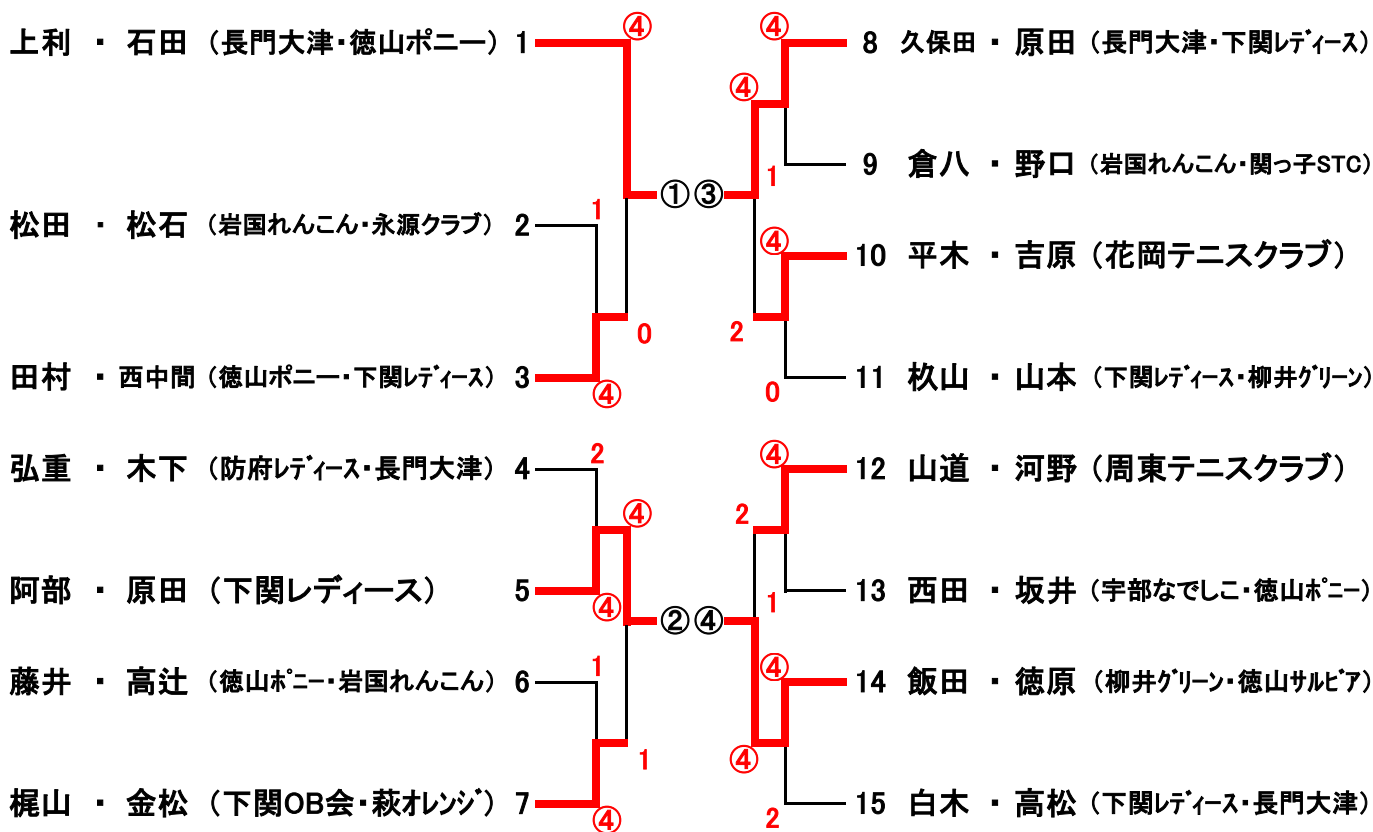 ④ ④
上利 ・ 石田 (長門大津・徳山ポニー) 1 8 久保田 ・ 原田 (長門大津・下関レディース)
④
9 倉八 ・ 野口 (岩国れんこん・関っ子STC)
1
① ③
1
松田 ・ 松石 (岩国れんこん・永源クラブ) 2
④
10 平木 ・ 吉原 (花岡テニスクラブ)
0 2
田村 ・ 西中間 (徳山ポニー・下関レディース) 3 11 杦山 ・ 山本 (下関レディース・柳井グリーン)
④ 0
2 ④
弘重 ・ 木下 (防府レディース・長門大津) 4 12 山道 ・ 河野 (周東テニスクラブ)
④ 2
阿部 ・ 原田 (下関レディース) 5 13 西田 ・ 坂井 (宇部なでしこ・徳山ポニー)
④ 1
② ④
1 ④
藤井 ・ 高辻 (徳山ポニー・岩国れんこん) 6 14 飯田 ・ 徳原 (柳井グリーン・徳山サルビア)
1 ④
梶山 ・ 金松 (下関OB会・萩オレンジ) 7 15 白木 ・ 高松 (下関レディース・長門大津)
④ 2